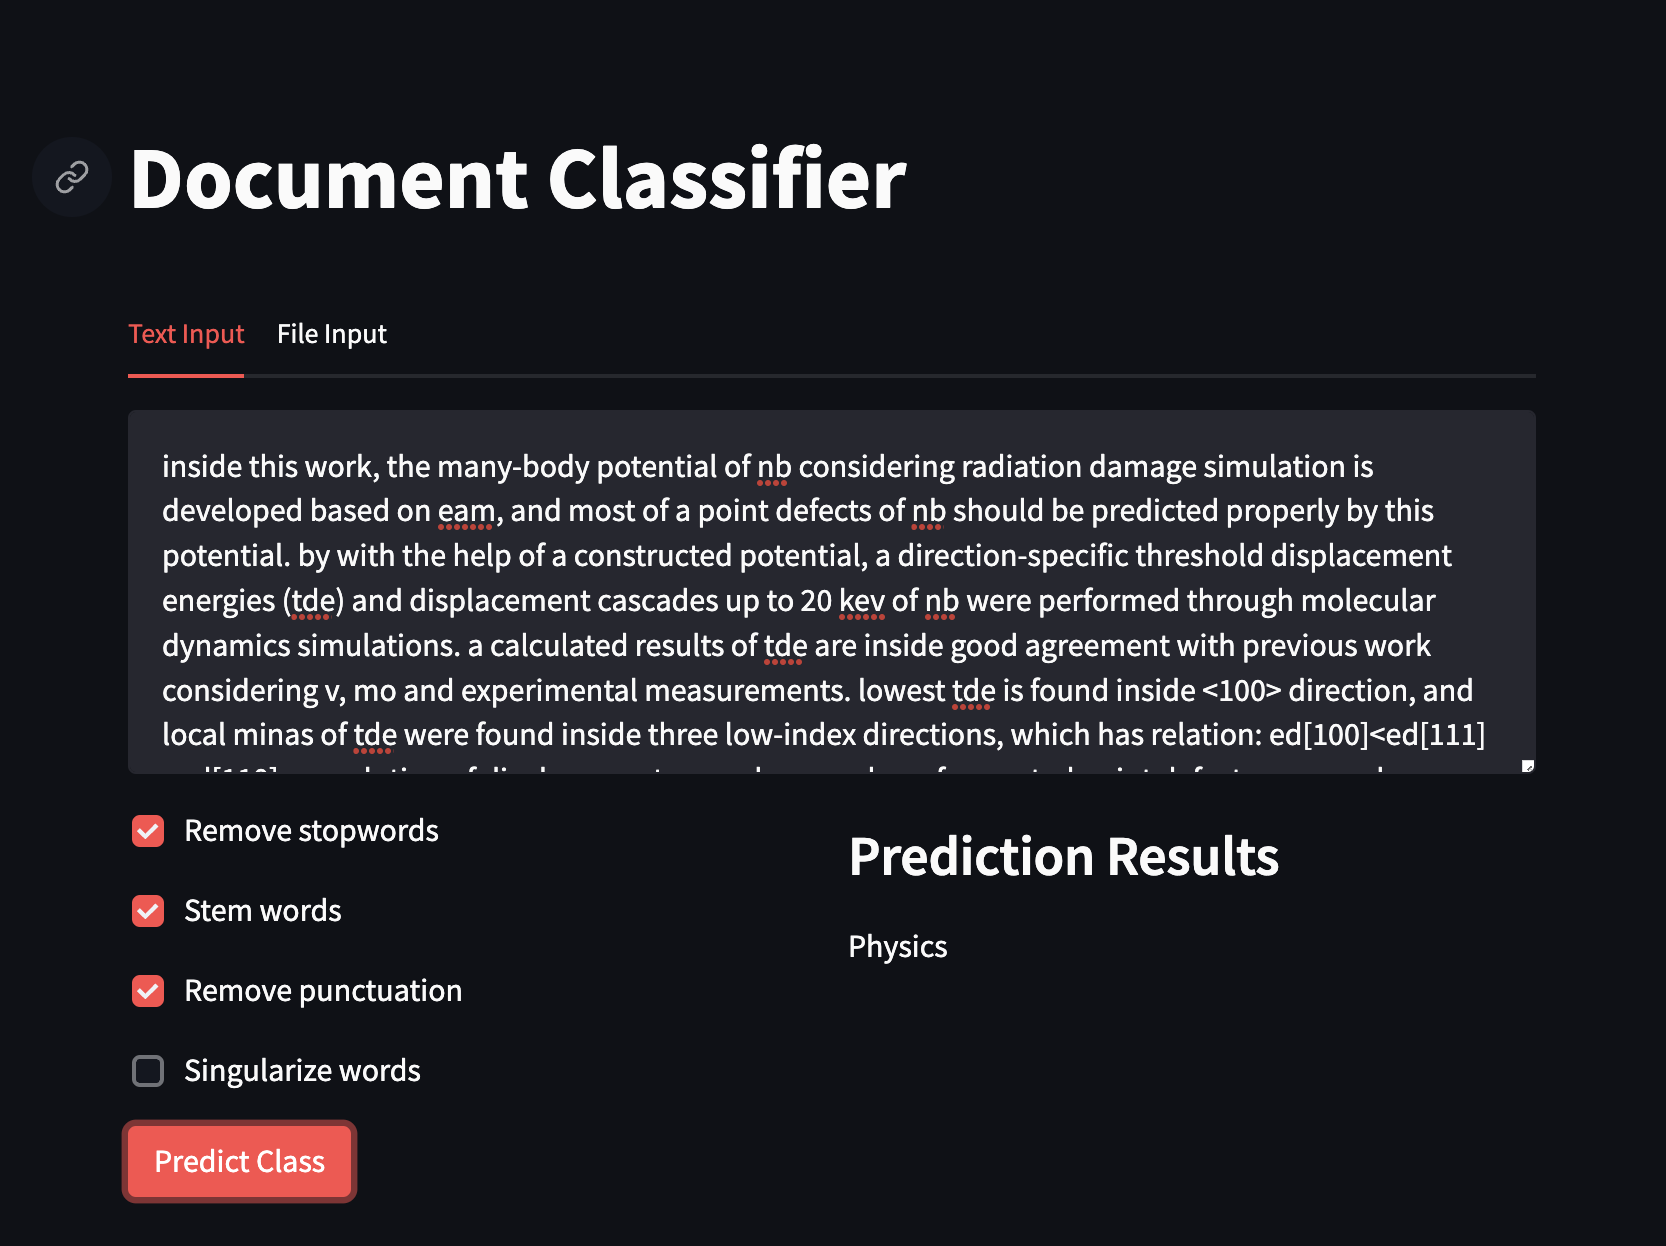 Document Classifier
Text Input
File Input
inside this work, the many-body potential of nb considering radiation damage simulation is
developed based on eam, and most of a point defects of nb should be predicted properly by this
potential. by with the help of a constructed potential, a direction-specific threshold displacement
energies (tde) and displacement cascades up to 20 kev of nb were performed through molecular
dynamics simulations. a calculated results of tde are inside good agreement with previous work
considering v, mo and experimental measurements. lowest tde is found inside <100> direction, and
local minas of tde were found inside three low-index directions, which has relation: ed[100]<ed[111]
Remove stopwords
Stem words
Remove punctuation
Singularize words
Predict Class
Prediction Results
Physics